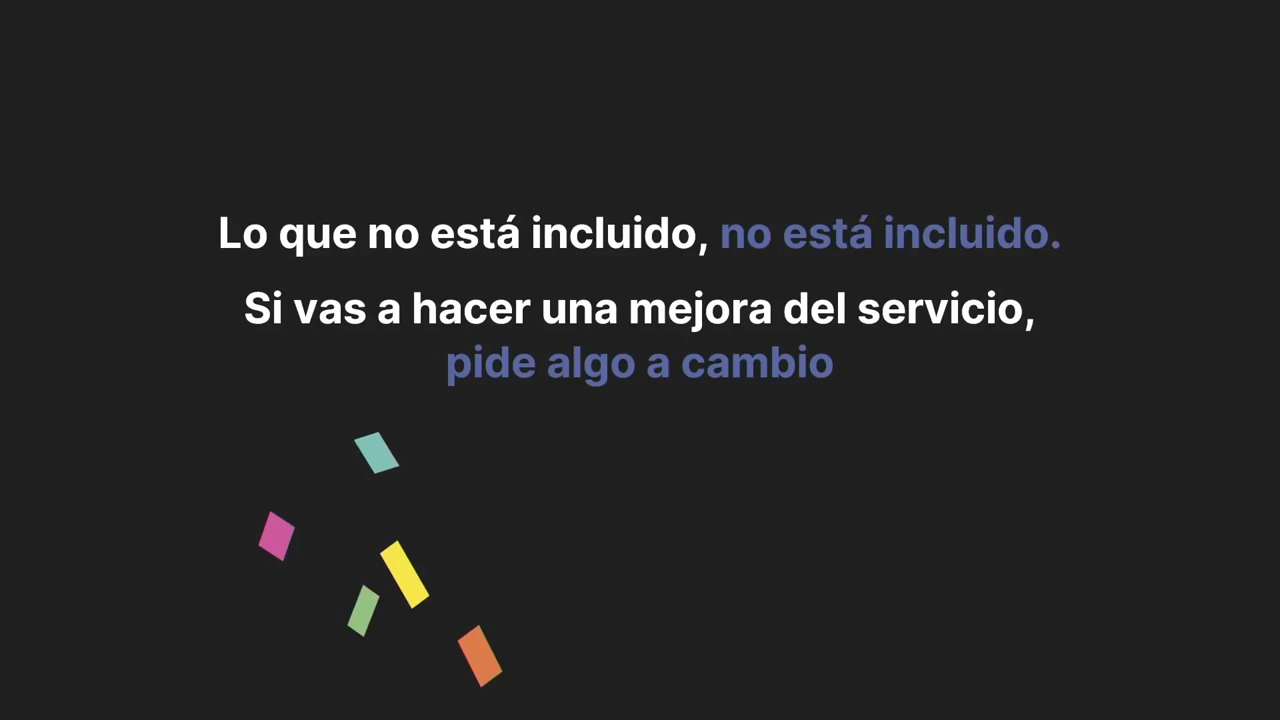 Lo que no está incluido, no está incluido.
Si vas a hacer una mejora del servicio,
pide algo a cambio